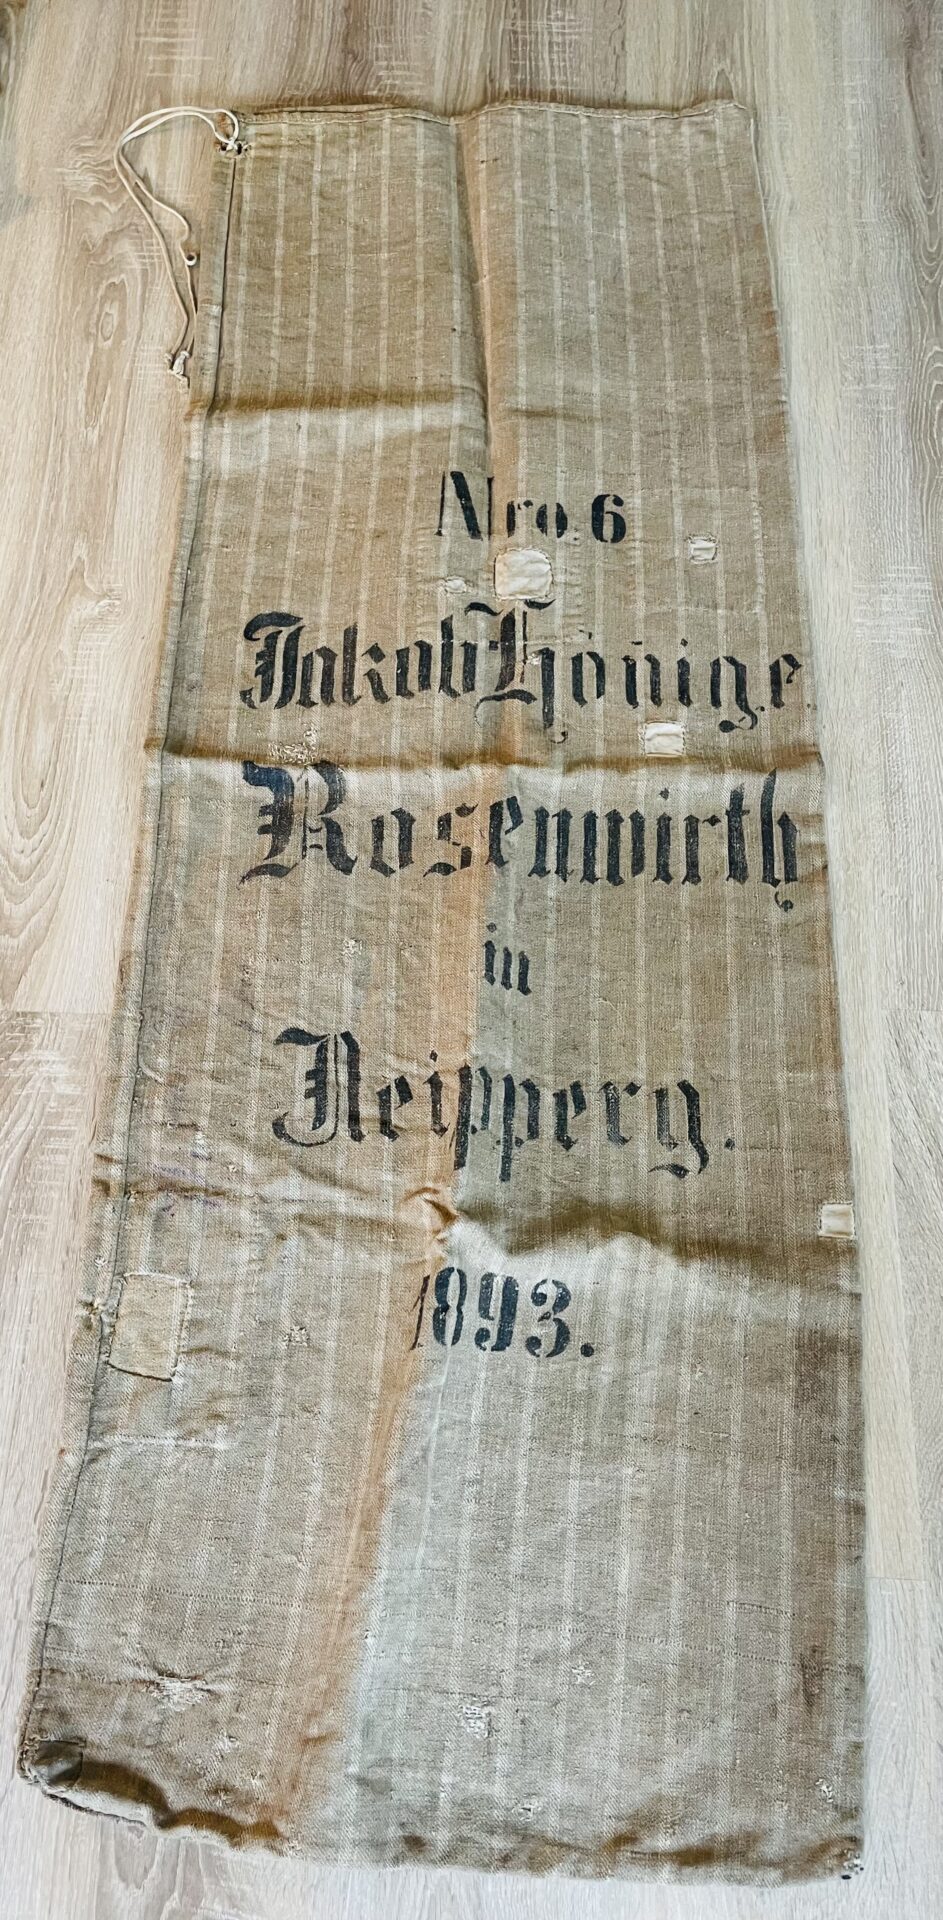 Nro. 6
Jakob Hönige
Rosenwirth
in
Neipperg.
1893.